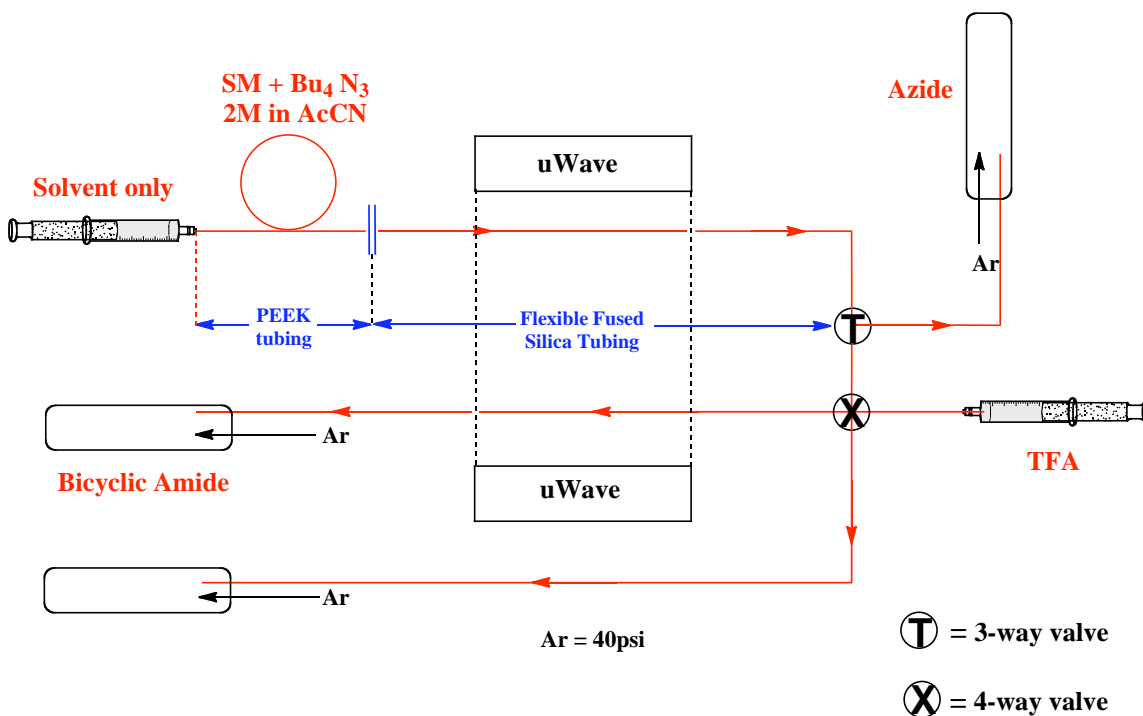 SM + Bu4 N3
2M in AcCN
Solvent only
uWave
Azide
Ar
PEEK
tubing
Flexible Fused
Silica Tubing
T
X
Ar
Bicyclic Amide
TFA
uWave
Ar
Ar = 40psi
T = 3-way valve
X = 4-way valve